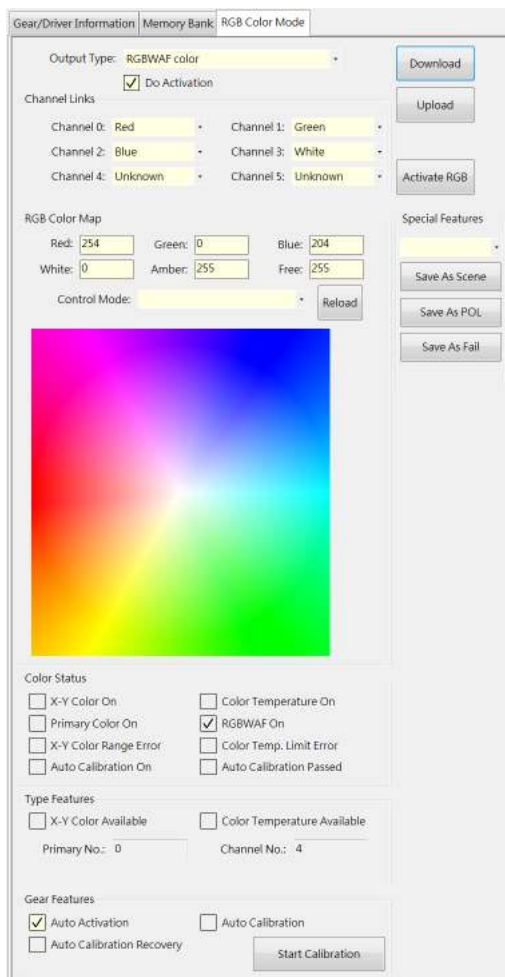 Gear/Driver Information Memory Bank RGB Color Mode
Output Type: RGBWAF color
Download
Do Activation
Channel Links
Upload
Channel 0: Red Channel 1: Green
Channel 2: Blue Channel 3: White
Channel 4: Unknown Channel 5: Unknown
Activate RGB
RGB Color Map
Special Features
Red: 254 Green: 0 Blue: 204
White: 0 Amber: 255 Free: 255
Save As Scene
Control Mode: Reload
Save As POL
Save As Fail
Color Status
X-Y Color On Color Temperature On
Primary Color On RGBWAF On
X-Y Color Range Error Color Temp. Limit Error
Auto Calibration On Auto Calibration Passed
Type Features
X-Y Color Available Color Temperature Available
Primary No.: 0 Channel No.: 4
Gear Features
Auto Activation Auto Calibration
Auto Calibration Recovery Start Calibration